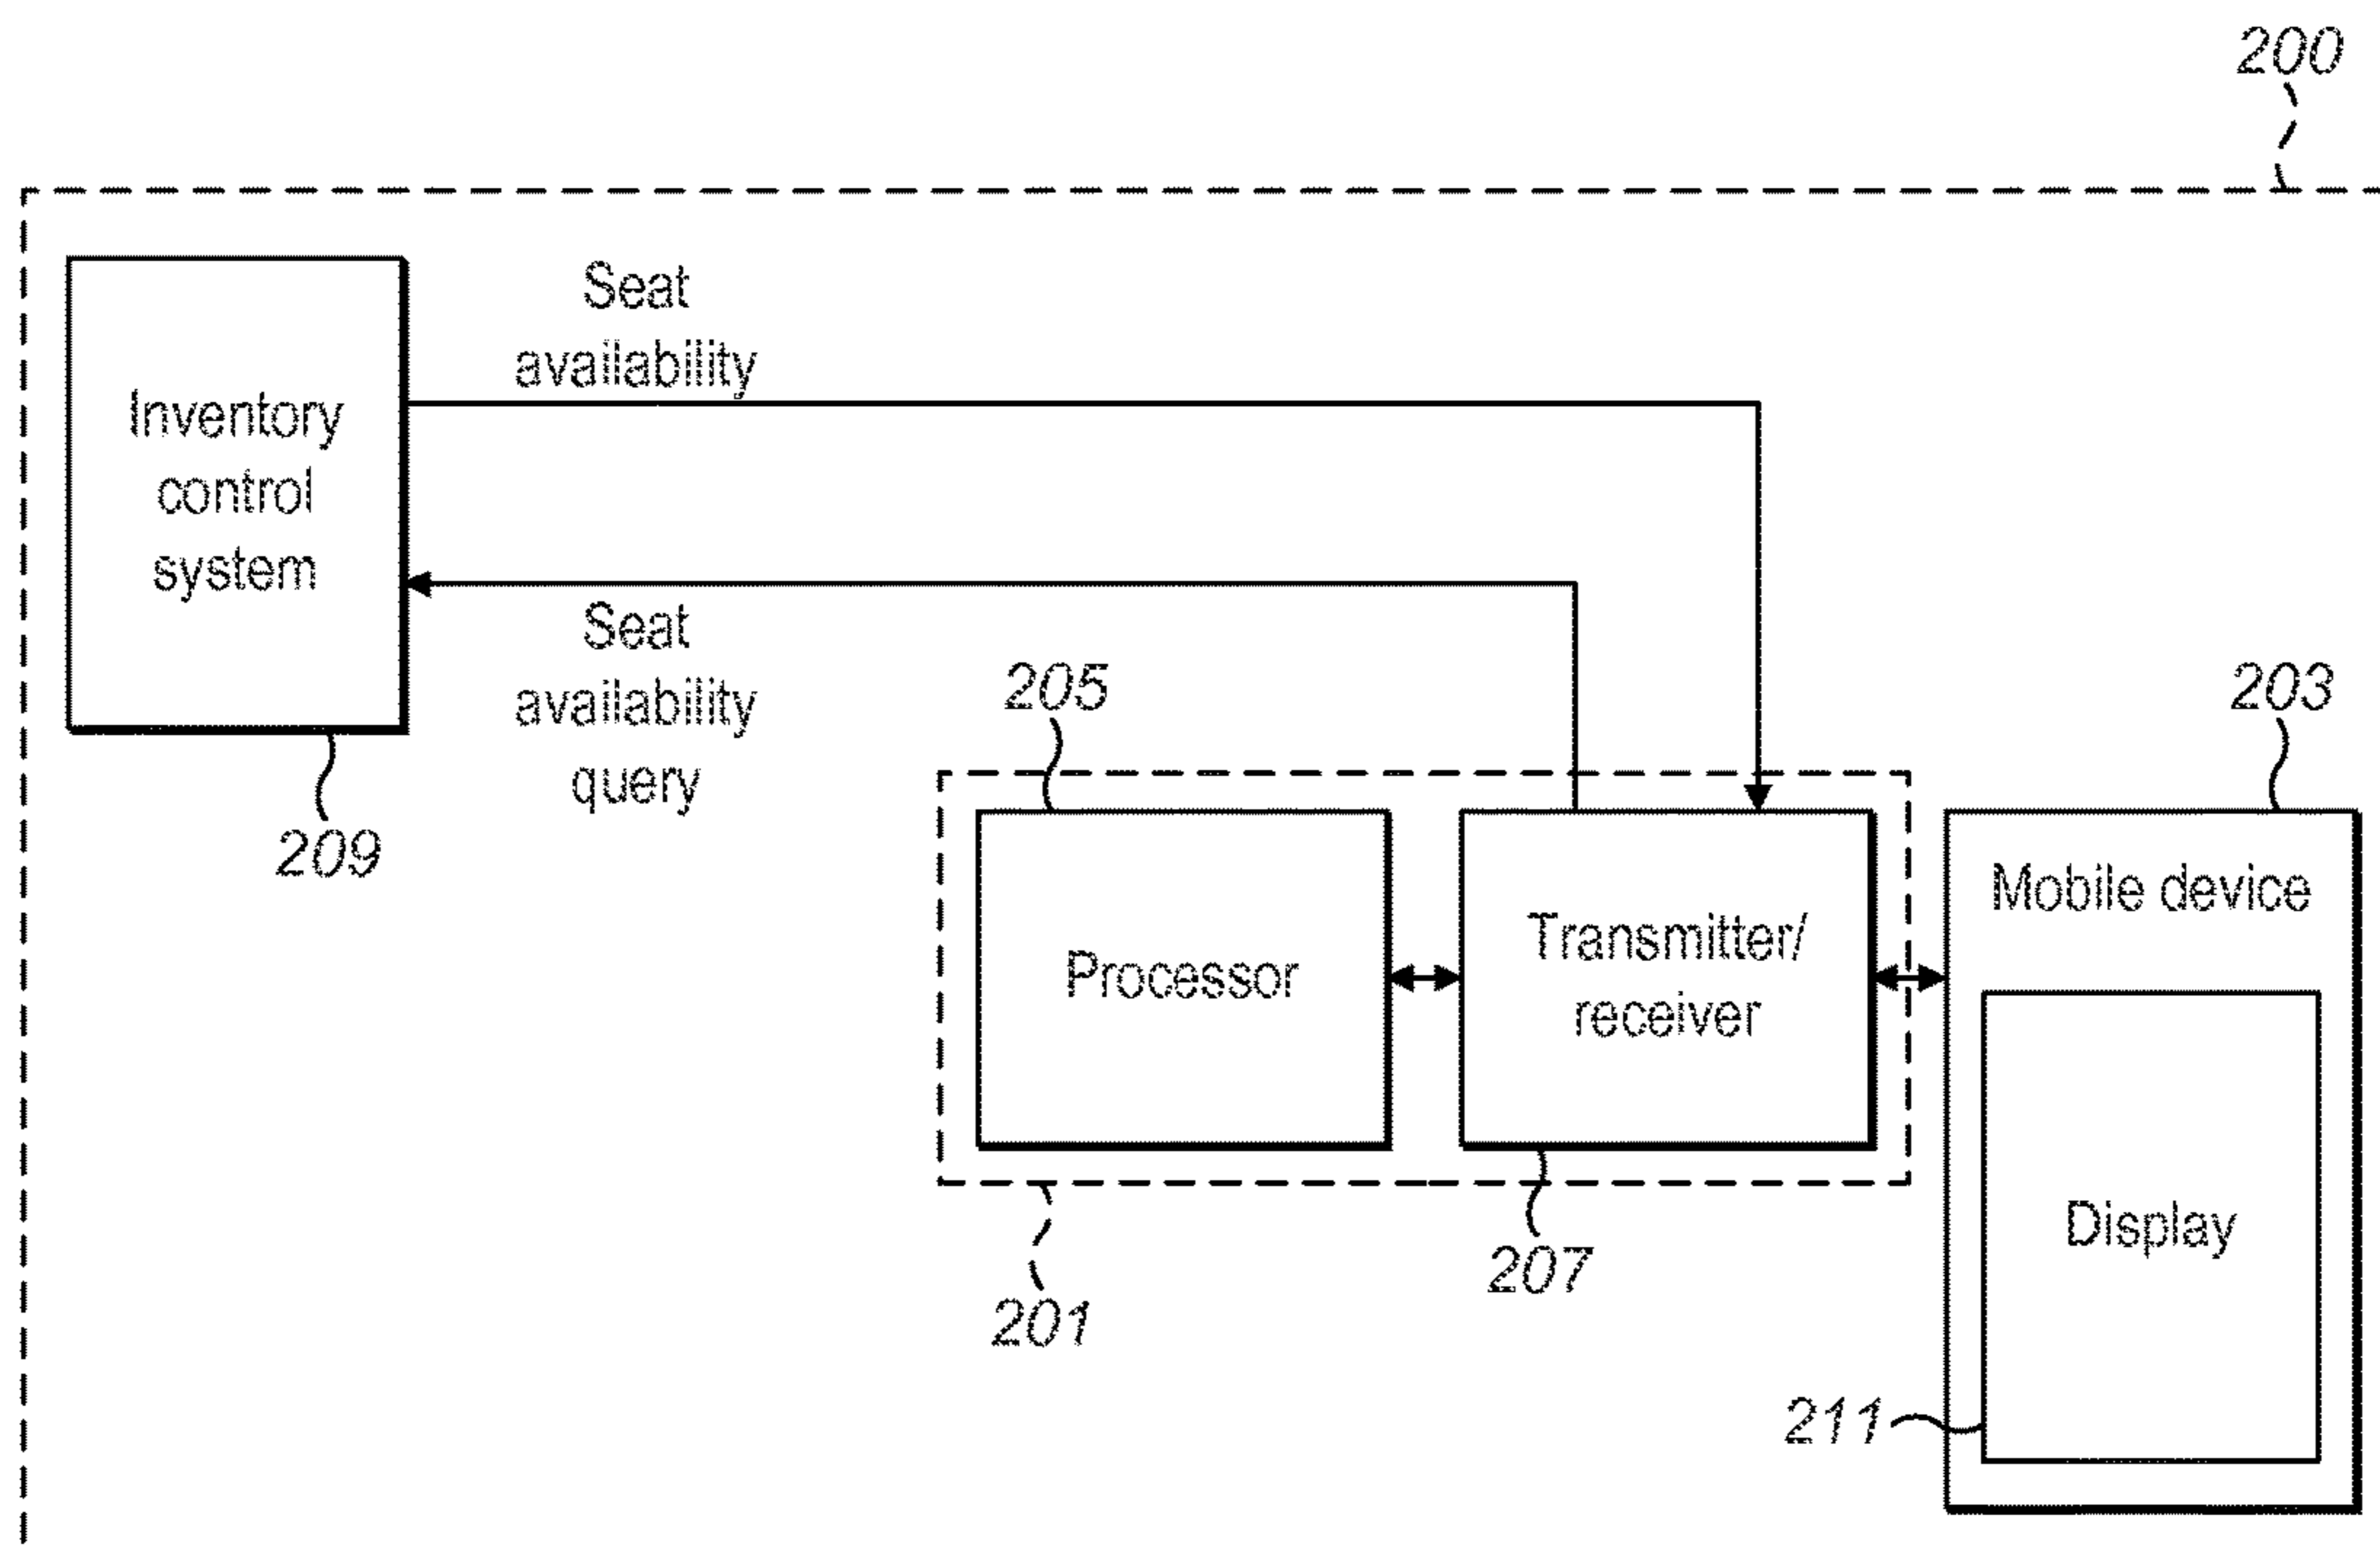 200
Seat
availability
Inventory
control
system
Seat
availability
query
209
205
203
Processor
Transmitter/
receiver
Mobile device
Display
201
207
211